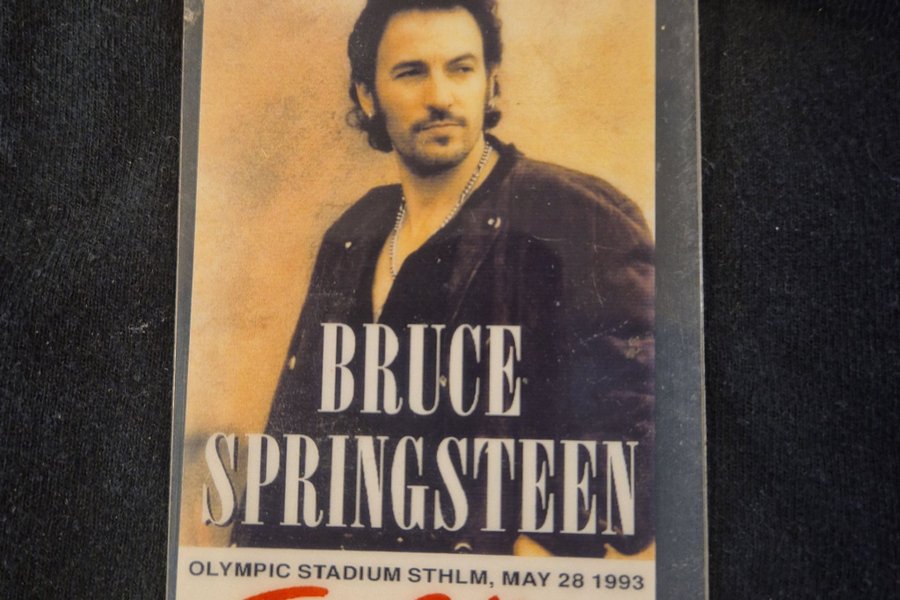 BRUCE
SPRINGSTEEN
OLYMPIC STADIUM STHLM, MAY 28 1993